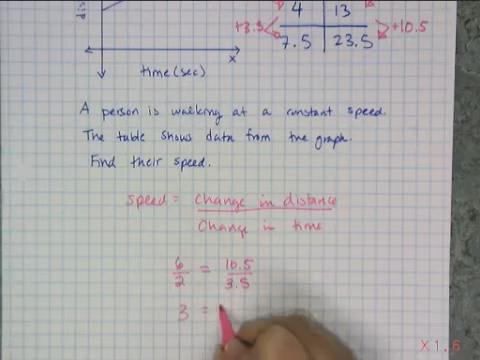 4 13
+3.5 +10.5
7.5 23.5
x
time (sec)
A person is walking at a constant speed.
The table shows data from the graph.
Find their speed.
speed = Change in distance
Change in time
6/2 = 10.5/3.5
3 =
X1.6